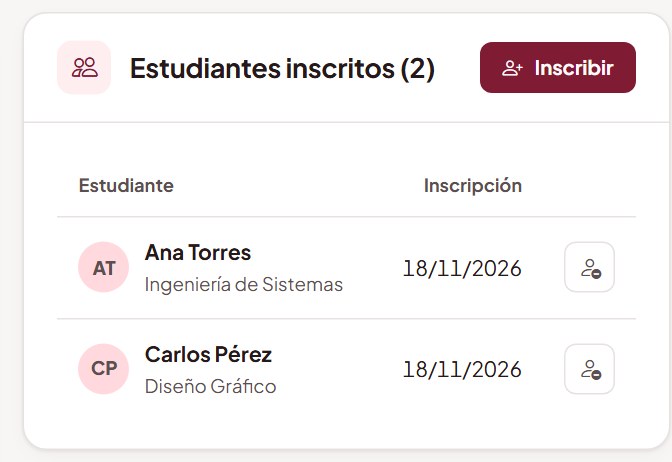 Estudiantes inscritos (2)
Inscribir
Estudiante Inscripción
AT
Ana Torres
Ingeniería de Sistemas
18/11/2026
CP
Carlos Pérez
Diseño Gráfico
18/11/2026